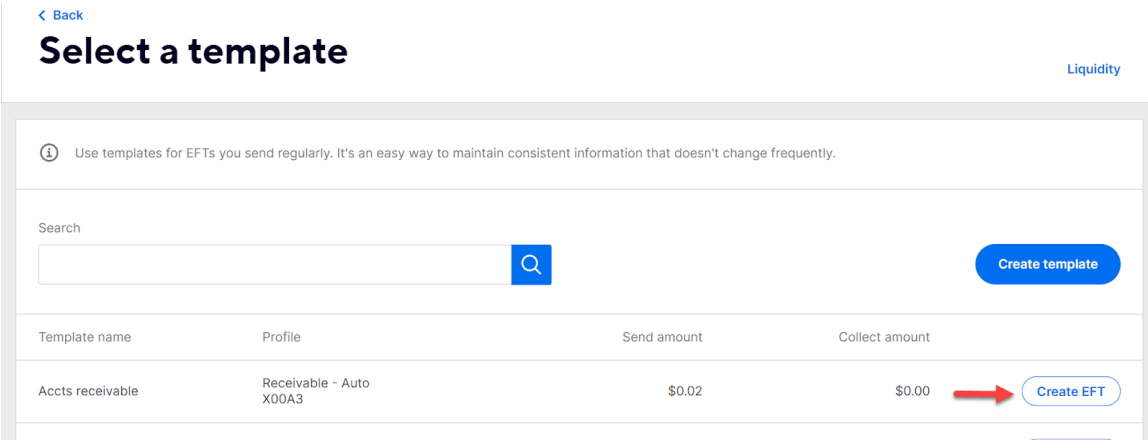 Back
Select a template
Liquidity
Use templates for EFTs you send regularly. It's an easy way to maintain consistent information that doesn't change frequently.
Search
Create template
Template name Profile Send amount Collect amount
Accts receivable Receivable - Auto $0.02 $0.00 Create EFT
X00A3